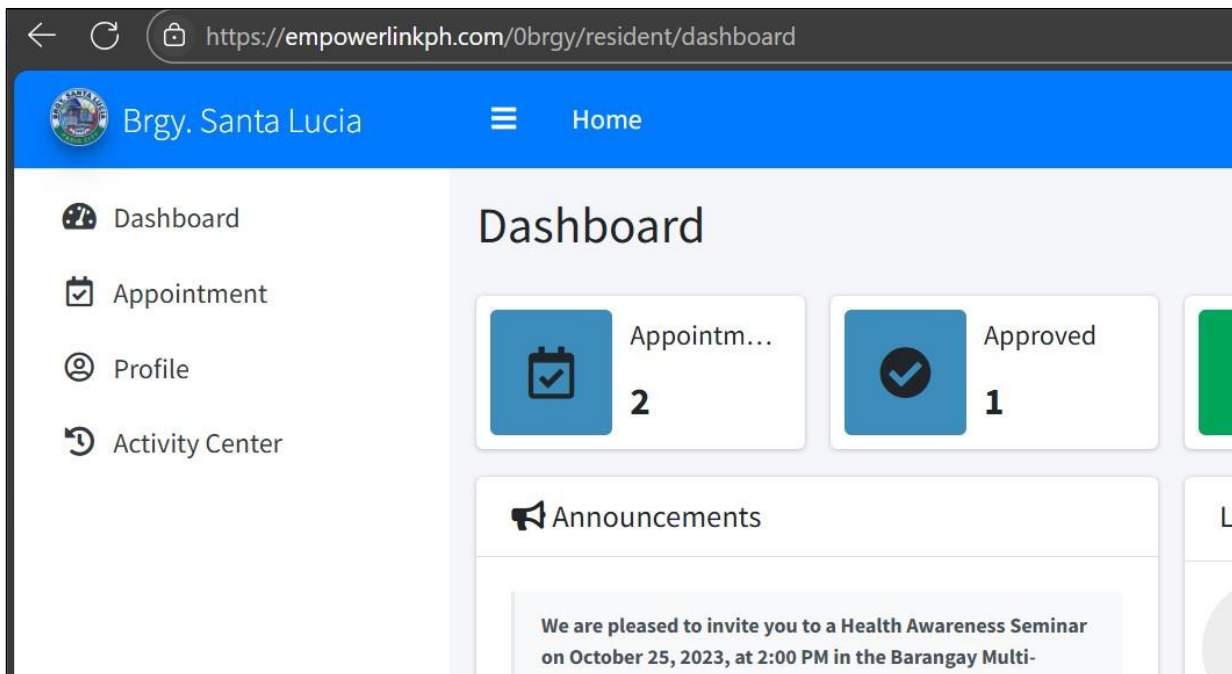 https://empowerlinkph.com/0brgy/resident/dashboard
Brgy. Santa Lucia
Home
Dashboard
Appointment
Profile
Activity Center
Dashboard
Appointm...
2
Approved
1
Announcements
L
We are pleased to invite you to a Health Awareness Seminar
on October 25, 2023, at 2:00 PM in the Barangay Multi-